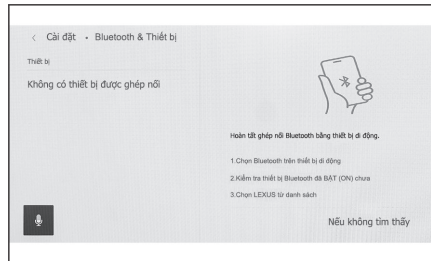 Cài đặt • Bluetooth & Thiết bị
Thiết bị
Không có thiết bị được ghép nối
Hoàn tất ghép nối Bluetooth bằng thiết bị di động.
1.Chọn Bluetooth trên thiết bị di động
2.Kiểm tra thiết bị Bluetooth đã BẬT (ON) chưa
3.Chọn LEXUS từ danh sách
Nếu không tìm thấy